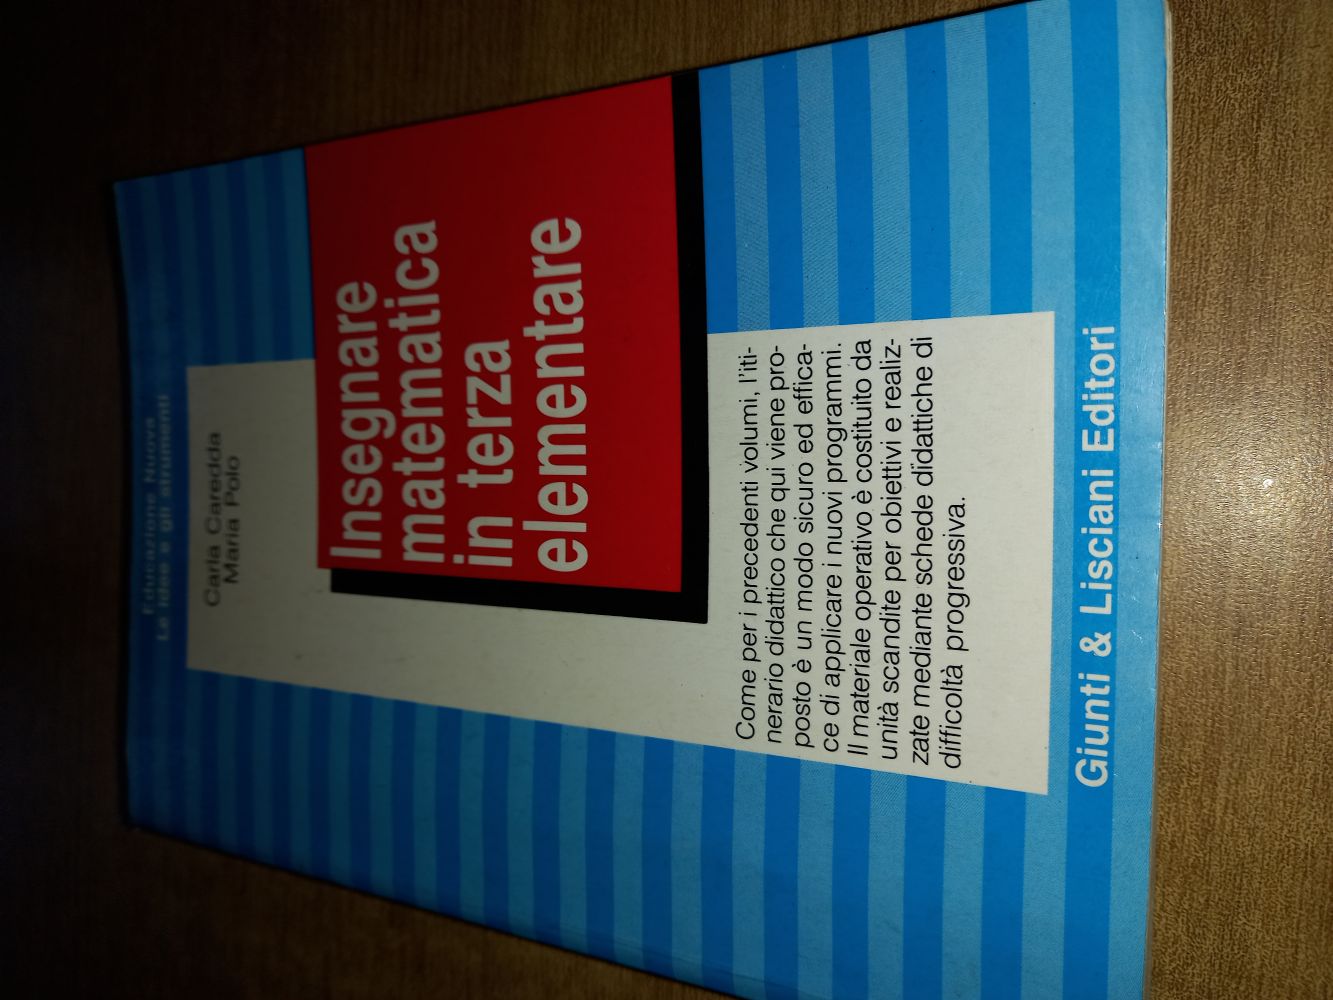 Educazione Nuova
Le idee e gli strumenti
Carla Caredda
Maria Polo
Insegnare
matematica
in terza
elementare
Come per i precedenti volumi, l'iti-
nerario didattico che qui viene pro-
posto è un modo sicuro ed effica-
ce di applicare i nuovi programmi.
Il materiale operativo è costituito da
unità scandite per obiettivi e realiz-
zate mediante schede didattiche di
difficoltà progressiva.
Giunti & Lisciani Editori